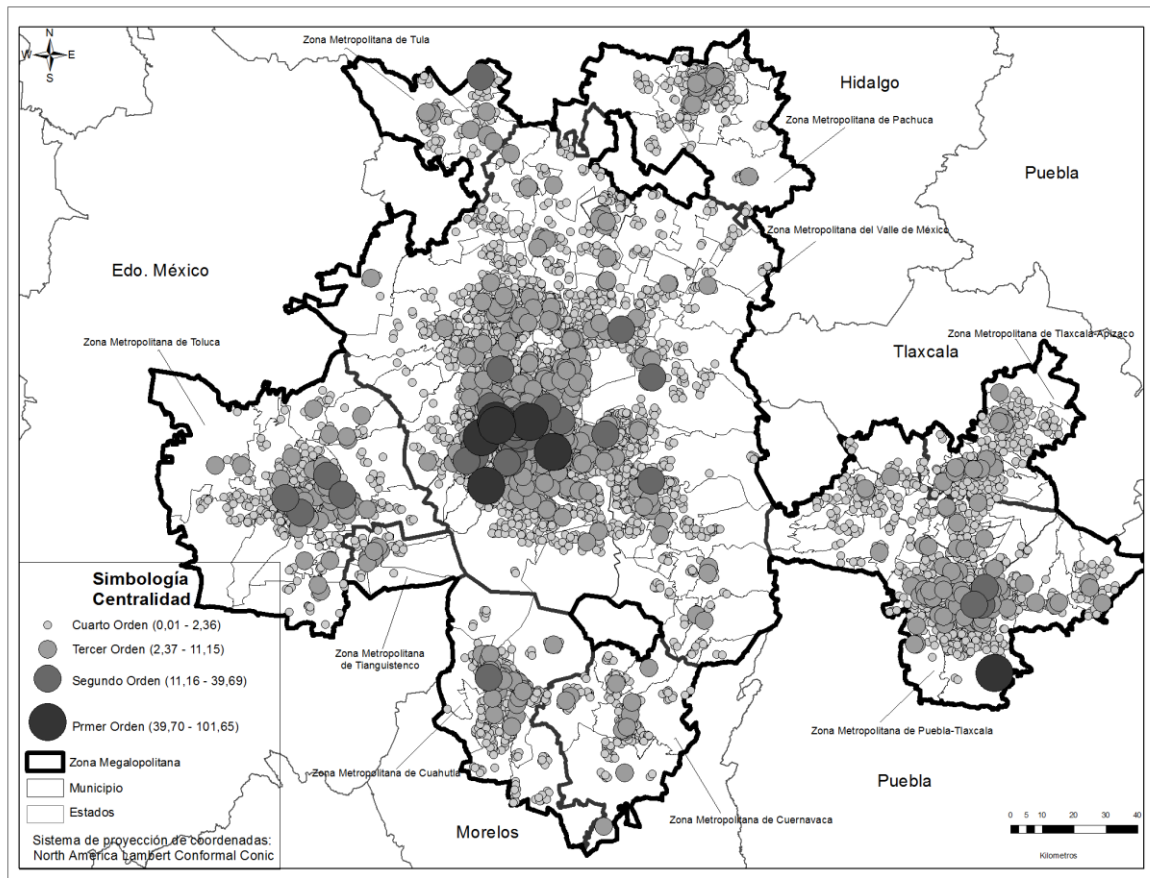 N
W E
S
Zona Metropolitana de Tula
Hidalgo
Zona Metropolitana de Pachuca
Puebla
Zona Metropolitana del Valle de México
Edo. México
Zona Metropolitana de Toluca
Zona Metropolitana de Tlaxcala-Apizaco
Tlaxcala
Simbología
Centralidad
Cuarto Orden (0,01 - 2,36)
Tercer Orden (2,37 - 11,15)
Segundo Orden (11,16 - 39,69)
Prmer Orden (39,70 - 101,65)
Zona Megalopolitana
Municipio
Estados
Sistema de proyección de coordenadas:
North America Lambert Conformal Conic
Zona Metropolitana
de Tianguistenco
Zona Metropolitana de Puebla-Tlaxcala
Zona Metropolitana de Cuahutla
Puebla
Zona Metropolitana de Cuernavaca
Morelos
0 5 10 20 30 40
Kilometros